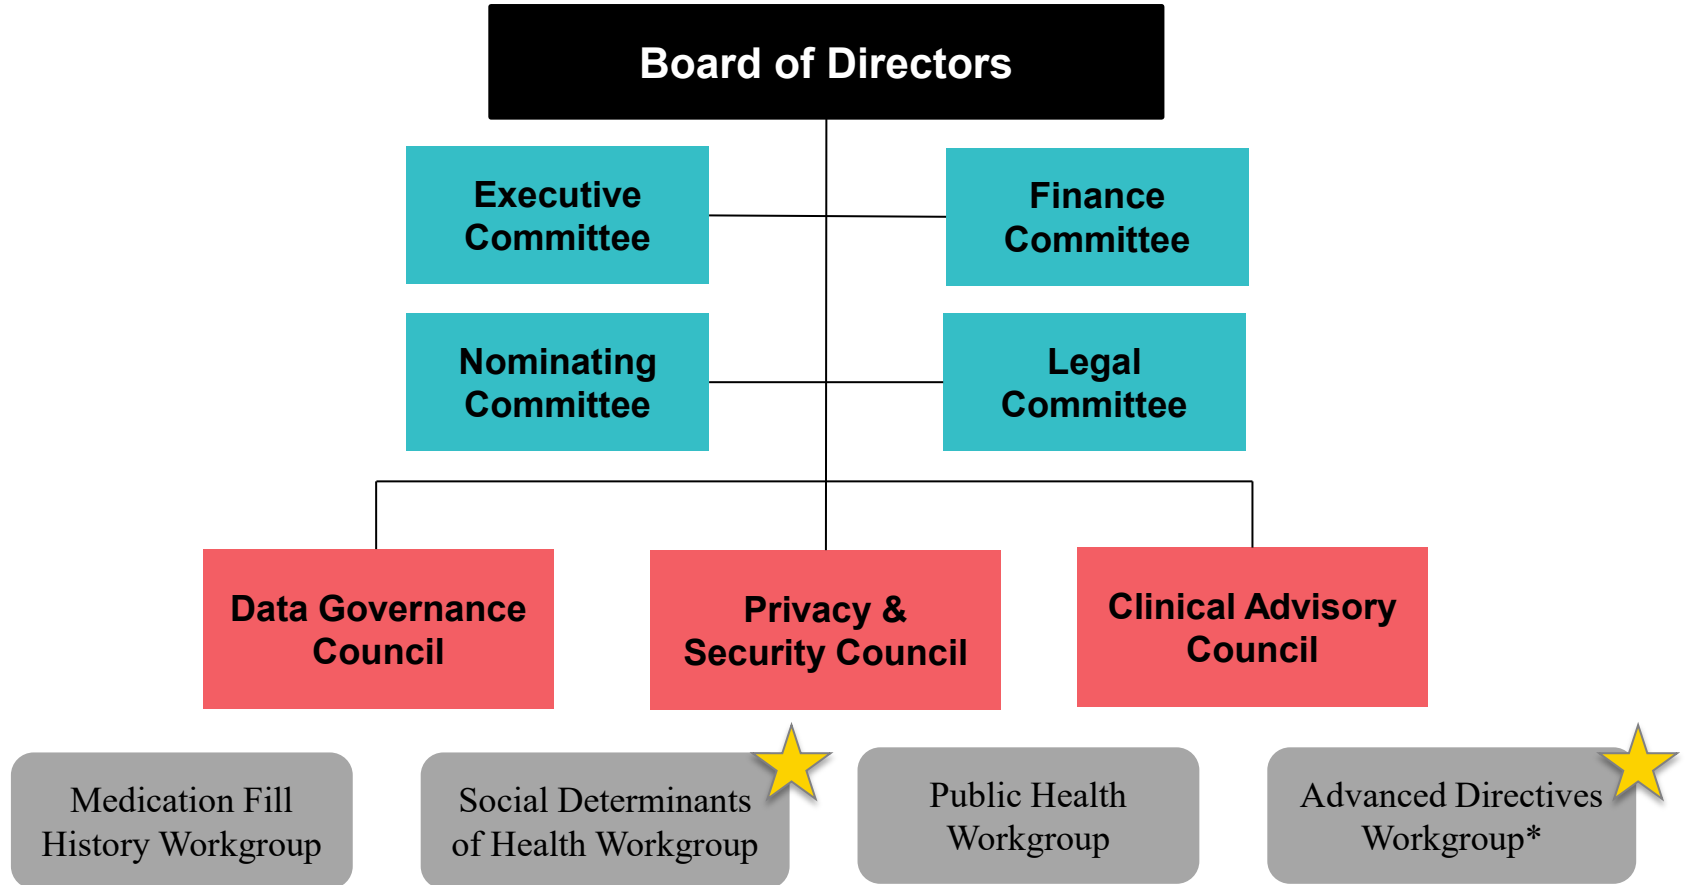 Board of Directors
Executive
Committee
Finance
Committee
Nominating
Committee
Legal
Committee
Data Governance
Council
Privacy &
Security Council
Clinical Advisory
Council
Medication Fill
History Workgroup
Social Determinants
of Health Workgroup
Public Health
Workgroup
Advanced Directives
Workgroup*